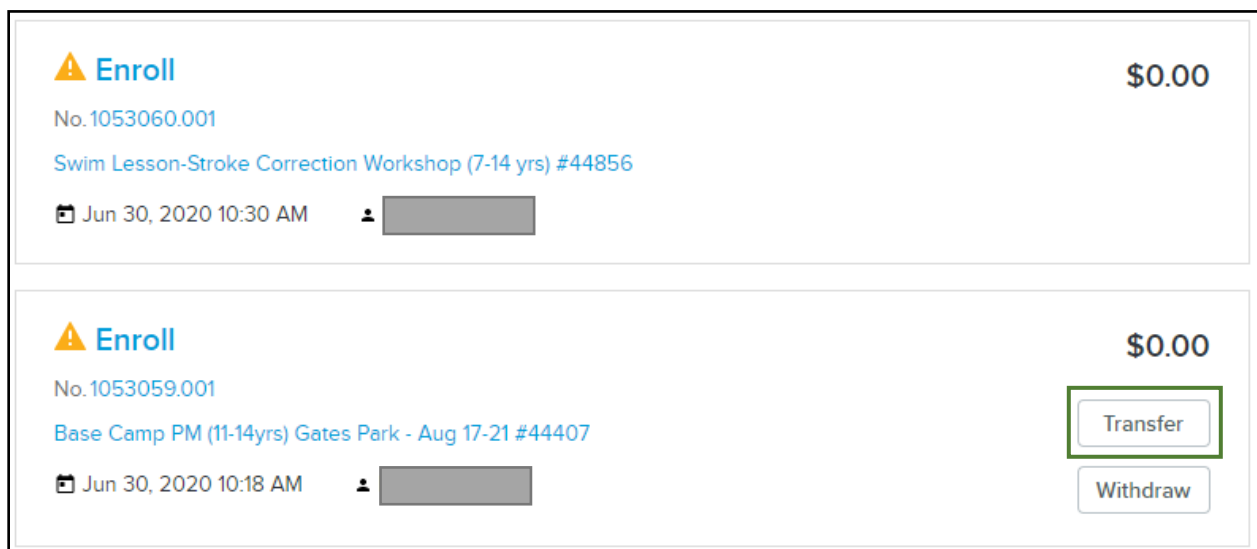 Enroll
$0.00
No. 1053060.001
Swim Lesson-Stroke Correction Workshop (7-14 yrs) #44856
Jun 30, 2020 10:30 AM
Enroll
$0.00
No. 1053059.001
Transfer
Base Camp PM (11-14yrs) Gates Park - Aug 17-21 #44407
Jun 30, 2020 10:18 AM
Withdraw